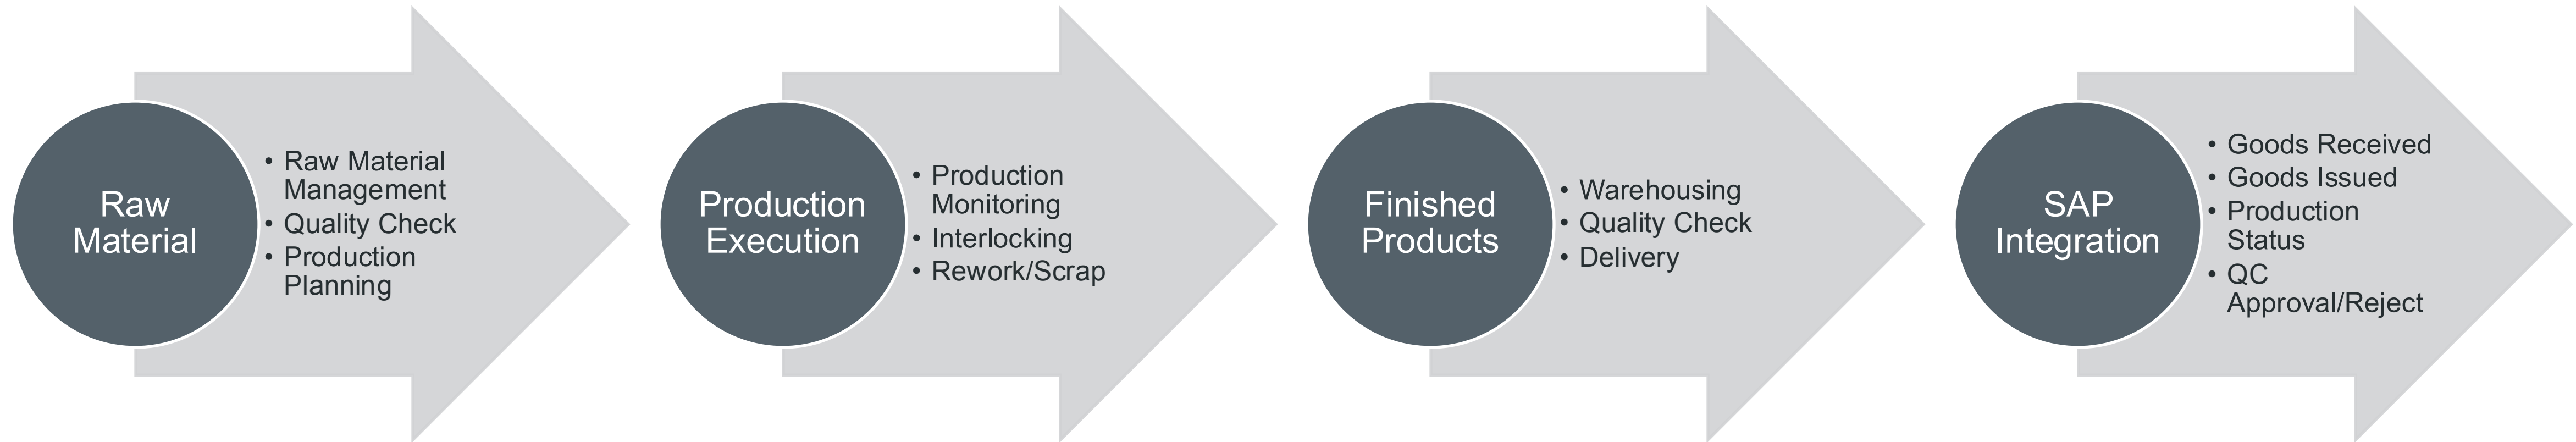 Raw
Material
• Raw Material
Management
• Quality Check
• Production
Planning
Production
Execution
• Production
Monitoring
• Interlocking
• Rework/Scrap
Finished
Products
• Warehousing
• Quality Check
• Delivery
SAP
Integration
• Goods Received
• Goods Issued
• Production
Status
• QC
Approval/Reject